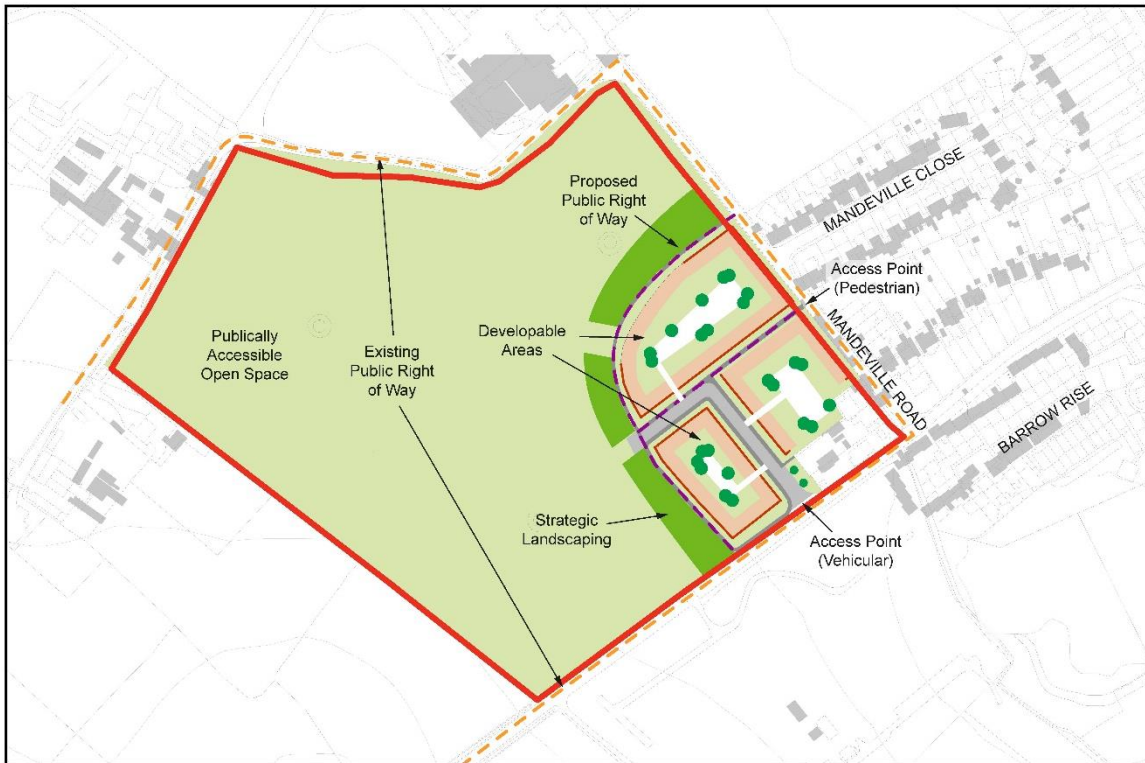 MANDEVILLE CLOSE
Proposed
Public Right
of Way
Access Point
(Pedestrian)
MANDEVILLE ROAD
Publically
Accessible
Open Space
Existing
Public Right
of Way
Developable
Areas
BARROW RISE
Strategic
Landscaping
Access Point
(Vehicular)